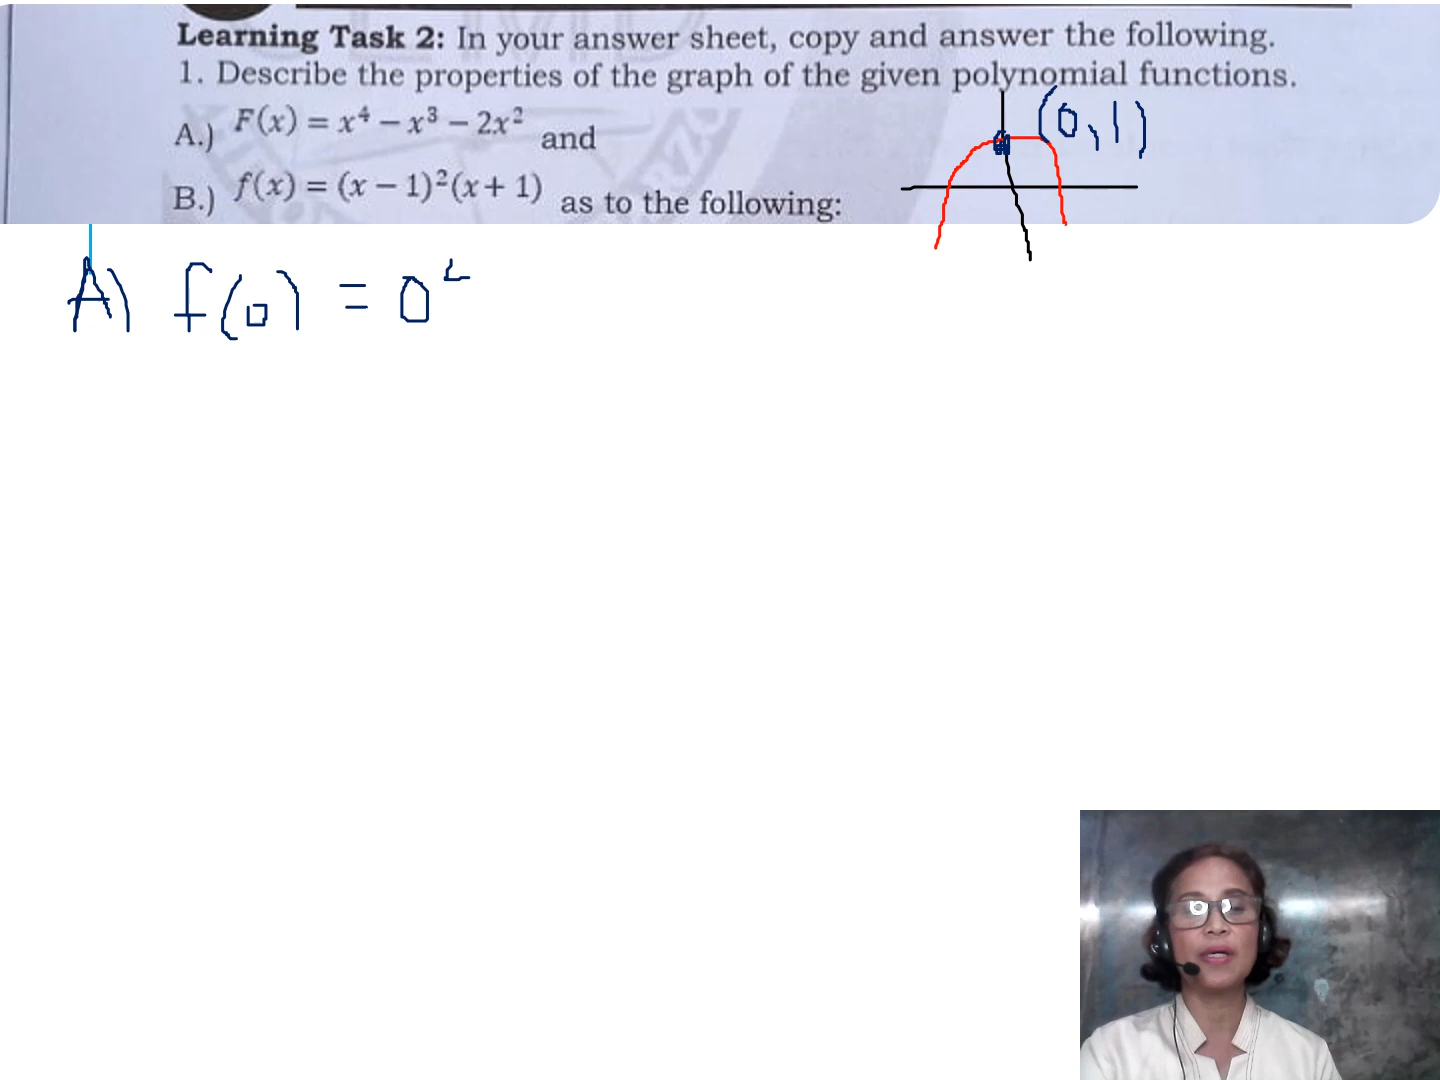 Learning Task 2: In your answer sheet, copy and answer the following.
1. Describe the properties of the graph of the given polynomial functions.
A.) F(x) = x⁴ − x³ − 2x² and
(0,1)
B.) f(x) = (x − 1)²(x + 1) as to the following:
A) f(0) = 0